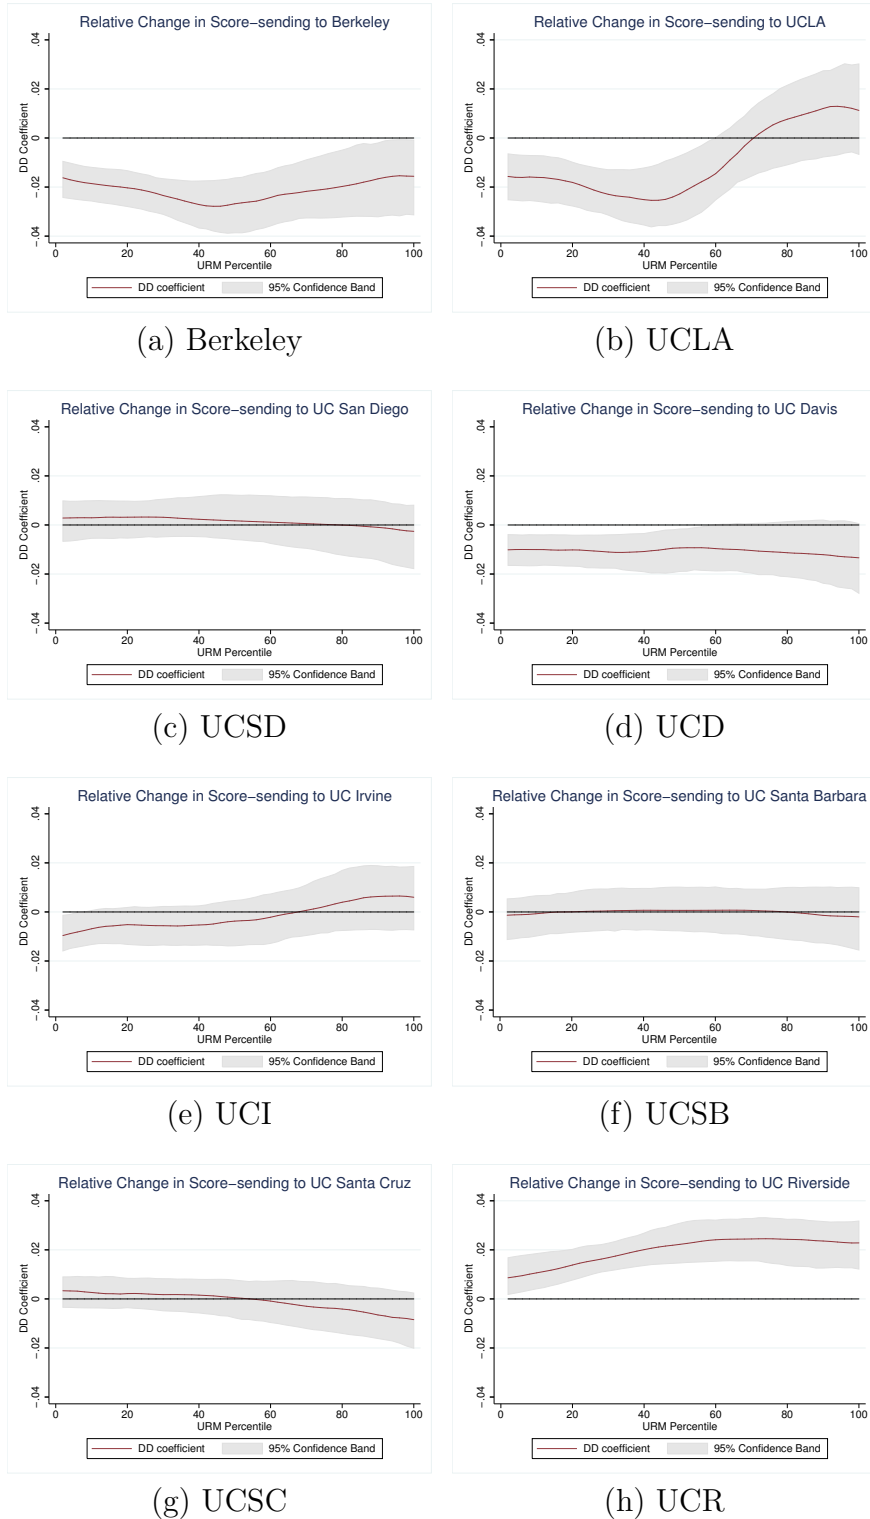 Relative Change in Score−sending to Berkeley
DD Coefficient
.04
.02
0
−.02
−.04
0 20 40 60 80 100
URM Percentile
DD coefficient 95% Confidence Band
(a) Berkeley
Relative Change in Score−sending to UCLA
DD Coefficient
.04
.02
0
−.02
−.04
0 20 40 60 80 100
URM Percentile
DD coefficient 95% Confidence Band
(b) UCLA
Relative Change in Score−sending to UC San Diego
DD Coefficient
.04
.02
0
−.02
−.04
0 20 40 60 80 100
URM Percentile
DD coefficient 95% Confidence Band
(c) UCSD
Relative Change in Score−sending to UC Davis
DD Coefficient
.04
.02
0
−.02
−.04
0 20 40 60 80 100
URM Percentile
DD coefficient 95% Confidence Band
(d) UCD
Relative Change in Score−sending to UC Irvine
DD Coefficient
.04
.02
0
−.02
−.04
0 20 40 60 80 100
URM Percentile
DD coefficient 95% Confidence Band
(e) UCI
Relative Change in Score−sending to UC Santa Barbara
DD Coefficient
.04
.02
0
−.02
−.04
0 20 40 60 80 100
URM Percentile
DD coefficient 95% Confidence Band
(f) UCSB
Relative Change in Score−sending to UC Santa Cruz
DD Coefficient
.04
.02
0
−.02
−.04
0 20 40 60 80 100
URM Percentile
DD coefficient 95% Confidence Band
(g) UCSC
Relative Change in Score−sending to UC Riverside
DD Coefficient
.04
.02
0
−.02
−.04
0 20 40 60 80 100
URM Percentile
DD coefficient 95% Confidence Band
(h) UCR